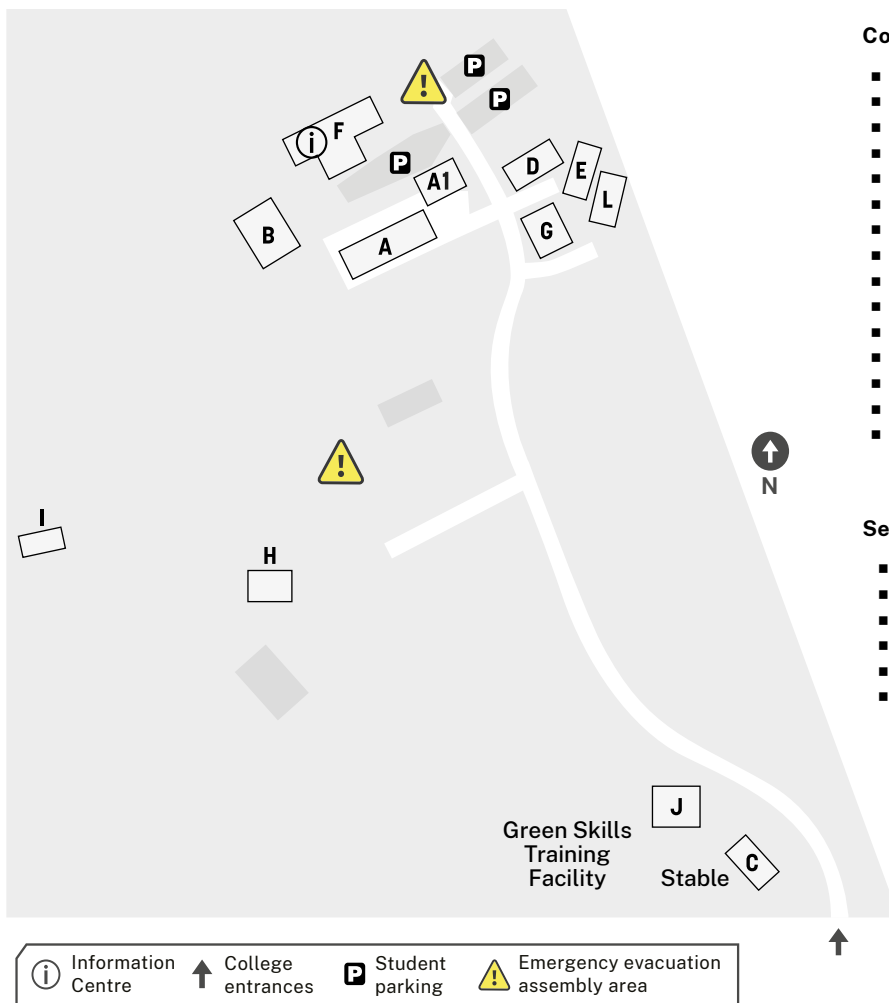 Co
P
P
F
i
P
A1
D
E
L
B
A
G
N
I
H
Se
J
Green Skills
Training
Facility
Stable
C
i
Information
Centre
College
entrances
P
Student
parking
Emergency evacuation
assembly area